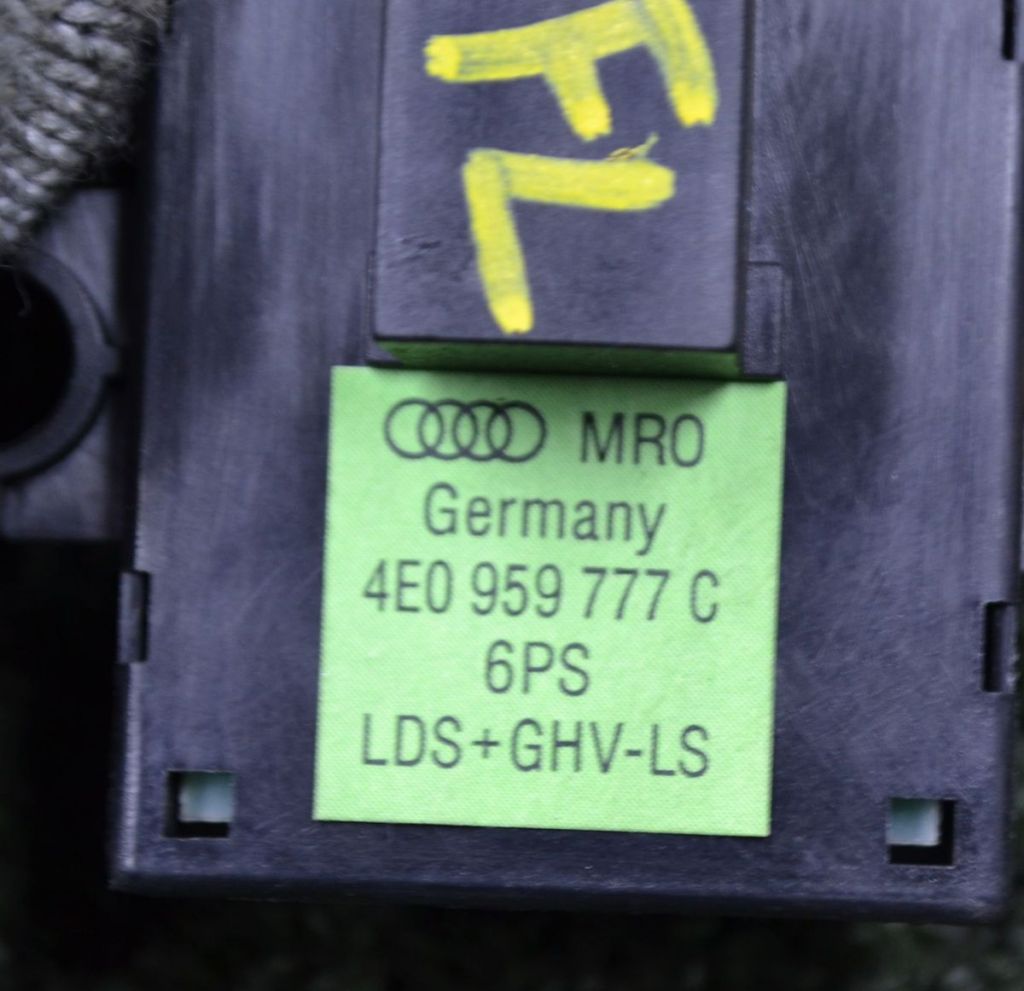 FL
MRO
Germany
4E0 959 777 C
6PS
LDS+GHV-LS